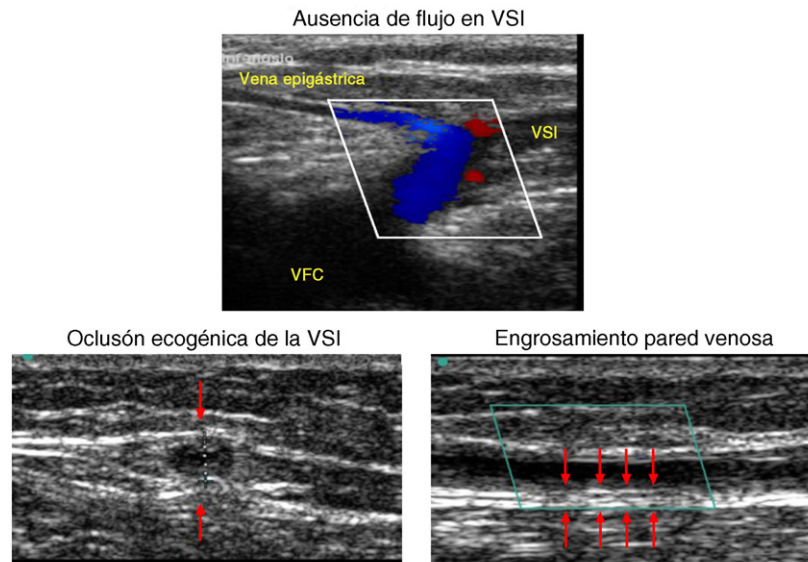 Ausencia de flujo en VSI
Vena epigástrica
VSI
VFC
Oclusón ecogénica de la VSI
Engrosamiento pared venosa